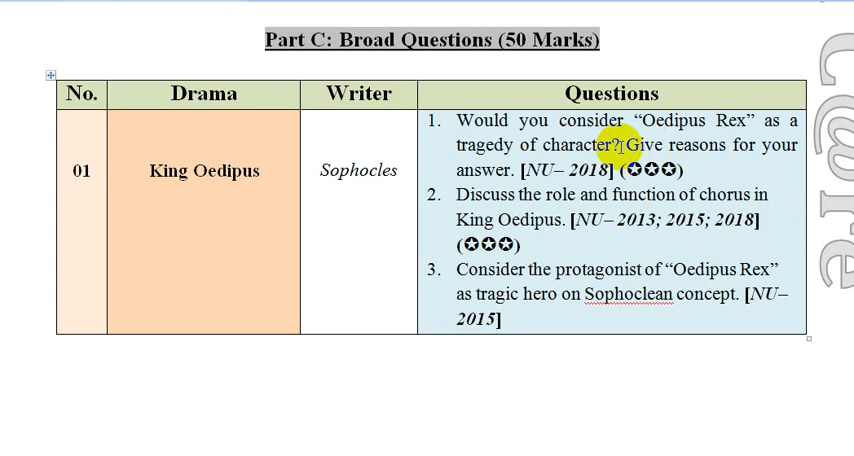 Part C: Broad Questions (50 Marks)
No. Drama Writer Questions
01 King Oedipus Sophocles
1. Would you consider “Oedipus Rex” as a
tragedy of character? Give reasons for your
answer. [NU– 2018] (✪✪✪)
2. Discuss the role and function of chorus in
King Oedipus. [NU– 2013; 2015; 2018]
(✪✪✪)
3. Consider the protagonist of “Oedipus Rex”
as tragic hero on Sophoclean concept. [NU–
2015]